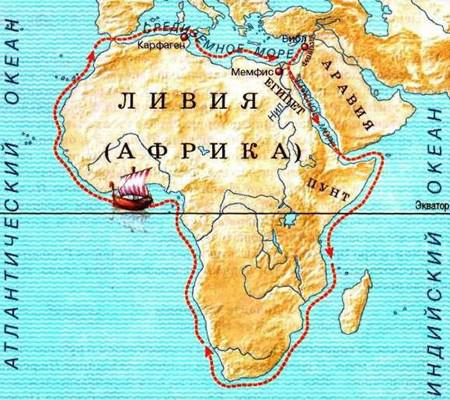 АТЛАНТИЧЕСКИЙ ОКЕАН
СРЕДИЗЕМНОЕ МОРЕ
Карфаген
Библ
Мемфис
ЕГИПЕТ
Нил
АРАВИЯ
ЛИВИЯ
(АФРИКА)
ПУНТ
Экватор
ИНДИЙСКИЙ ОКЕАН